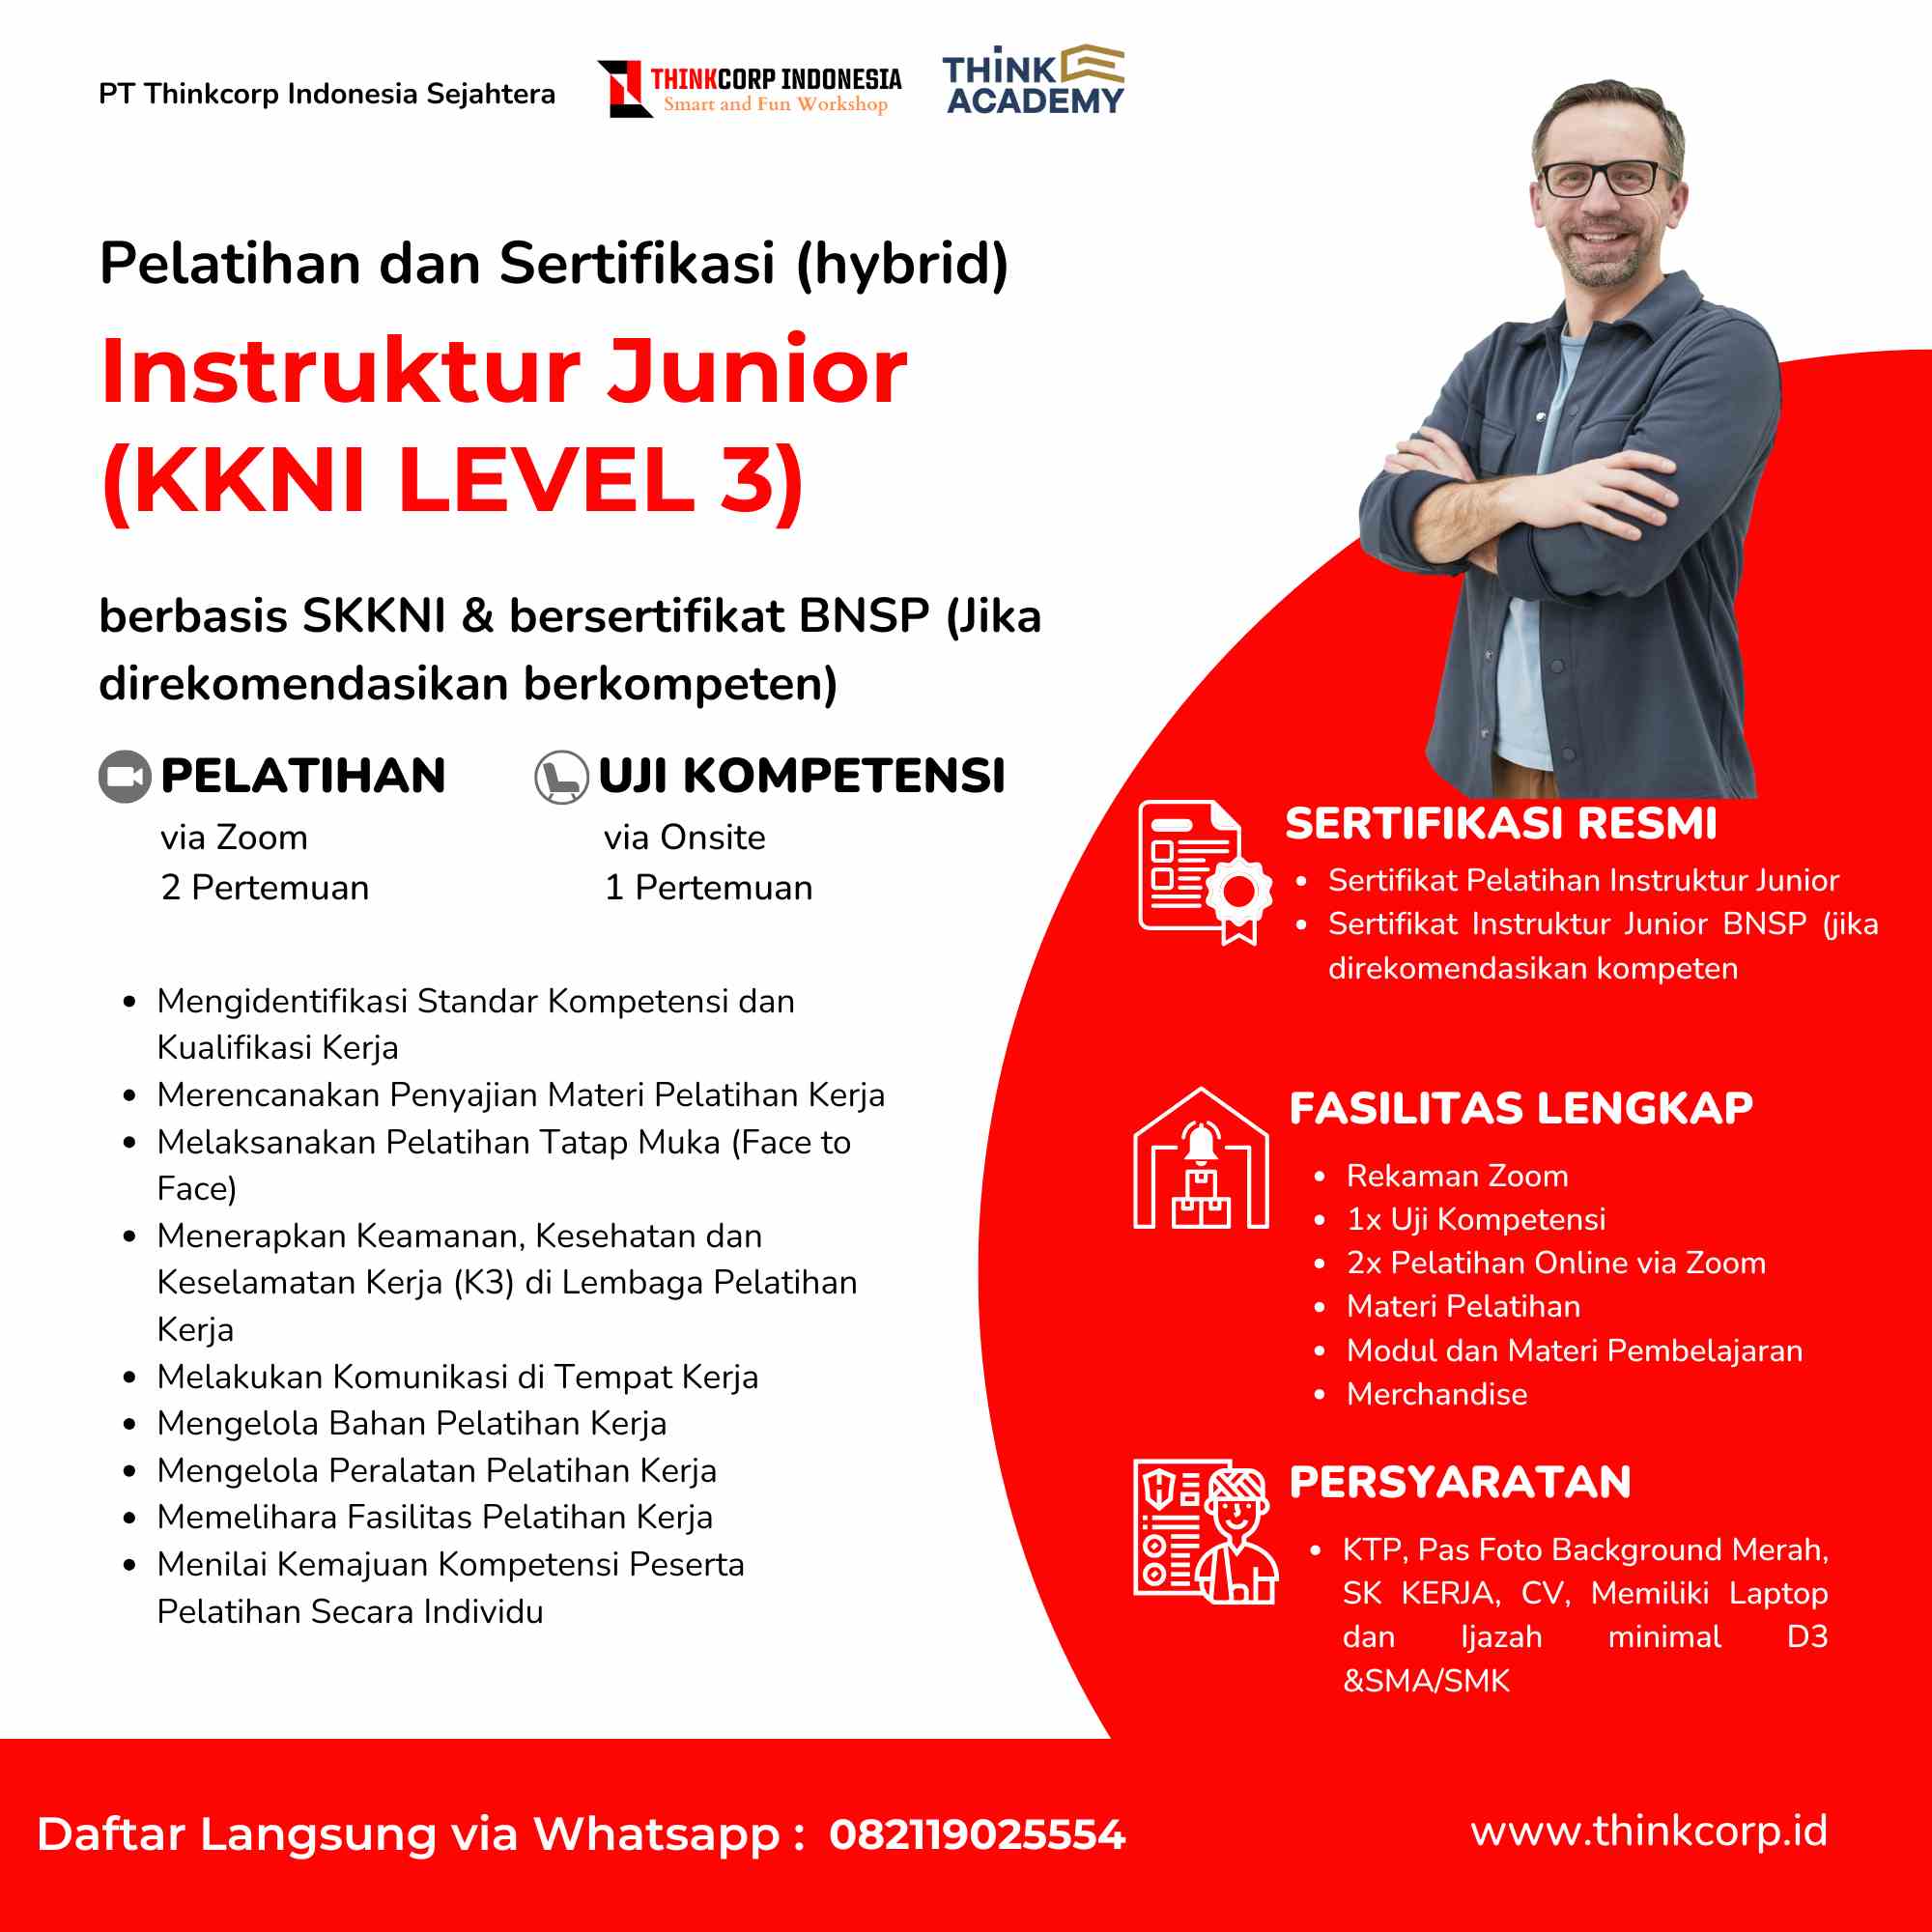 PT Thinkcorp Indonesia Sejahtera
THINKCORP INDONESIA
Smart and Fun Workshop
THINK
ACADEMY
Pelatihan dan Sertifikasi (hybrid)
Instruktur Junior
(KKNI LEVEL 3)
berbasis SKKNI & bersertifikat BNSP (Jika
direkomendasikan berkompeten)
PELATIHAN
via Zoom
2 Pertemuan
UJI KOMPETENSI
via Onsite
1 Pertemuan
• Mengidentifikasi Standar Kompetensi dan
Kualifikasi Kerja
• Merencanakan Penyajian Materi Pelatihan Kerja
• Melaksanakan Pelatihan Tatap Muka (Face to
Face)
• Menerapkan Keamanan, Kesehatan dan
Keselamatan Kerja (K3) di Lembaga Pelatihan
Kerja
• Melakukan Komunikasi di Tempat Kerja
• Mengelola Bahan Pelatihan Kerja
• Mengelola Peralatan Pelatihan Kerja
• Memelihara Fasilitas Pelatihan Kerja
• Menilai Kemajuan Kompetensi Peserta
Pelatihan Secara Individu
SERTIFIKASI RESMI
• Sertifikat Pelatihan Instruktur Junior
• Sertifikat Instruktur Junior BNSP (jika
direkomendasikan kompeten
FASILITAS LENGKAP
• Rekaman Zoom
• 1x Uji Kompetensi
• 2x Pelatihan Online via Zoom
• Materi Pelatihan
• Modul dan Materi Pembelajaran
• Merchandise
PERSYARATAN
• KTP, Pas Foto Background Merah,
SK KERJA, CV, Memiliki Laptop
dan Ijazah minimal D3
&SMA/SMK
Daftar Langsung via Whatsapp : 082119025554
www.thinkcorp.id